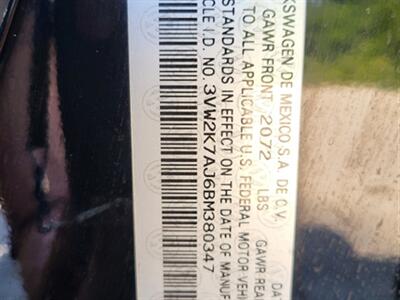 KSWAGEN DE MEXICO S.A. DE C.V. DA
GAWR FRONT 2072 LBS GAWR REA
TO ALL APPLICABLE U.S. FEDERAL MOTOR VEHI
STANDARDS IN EFFECT ON THE DATE OF MANUF
CLE I.D. NO. 3VW2K7AJ6BM380347